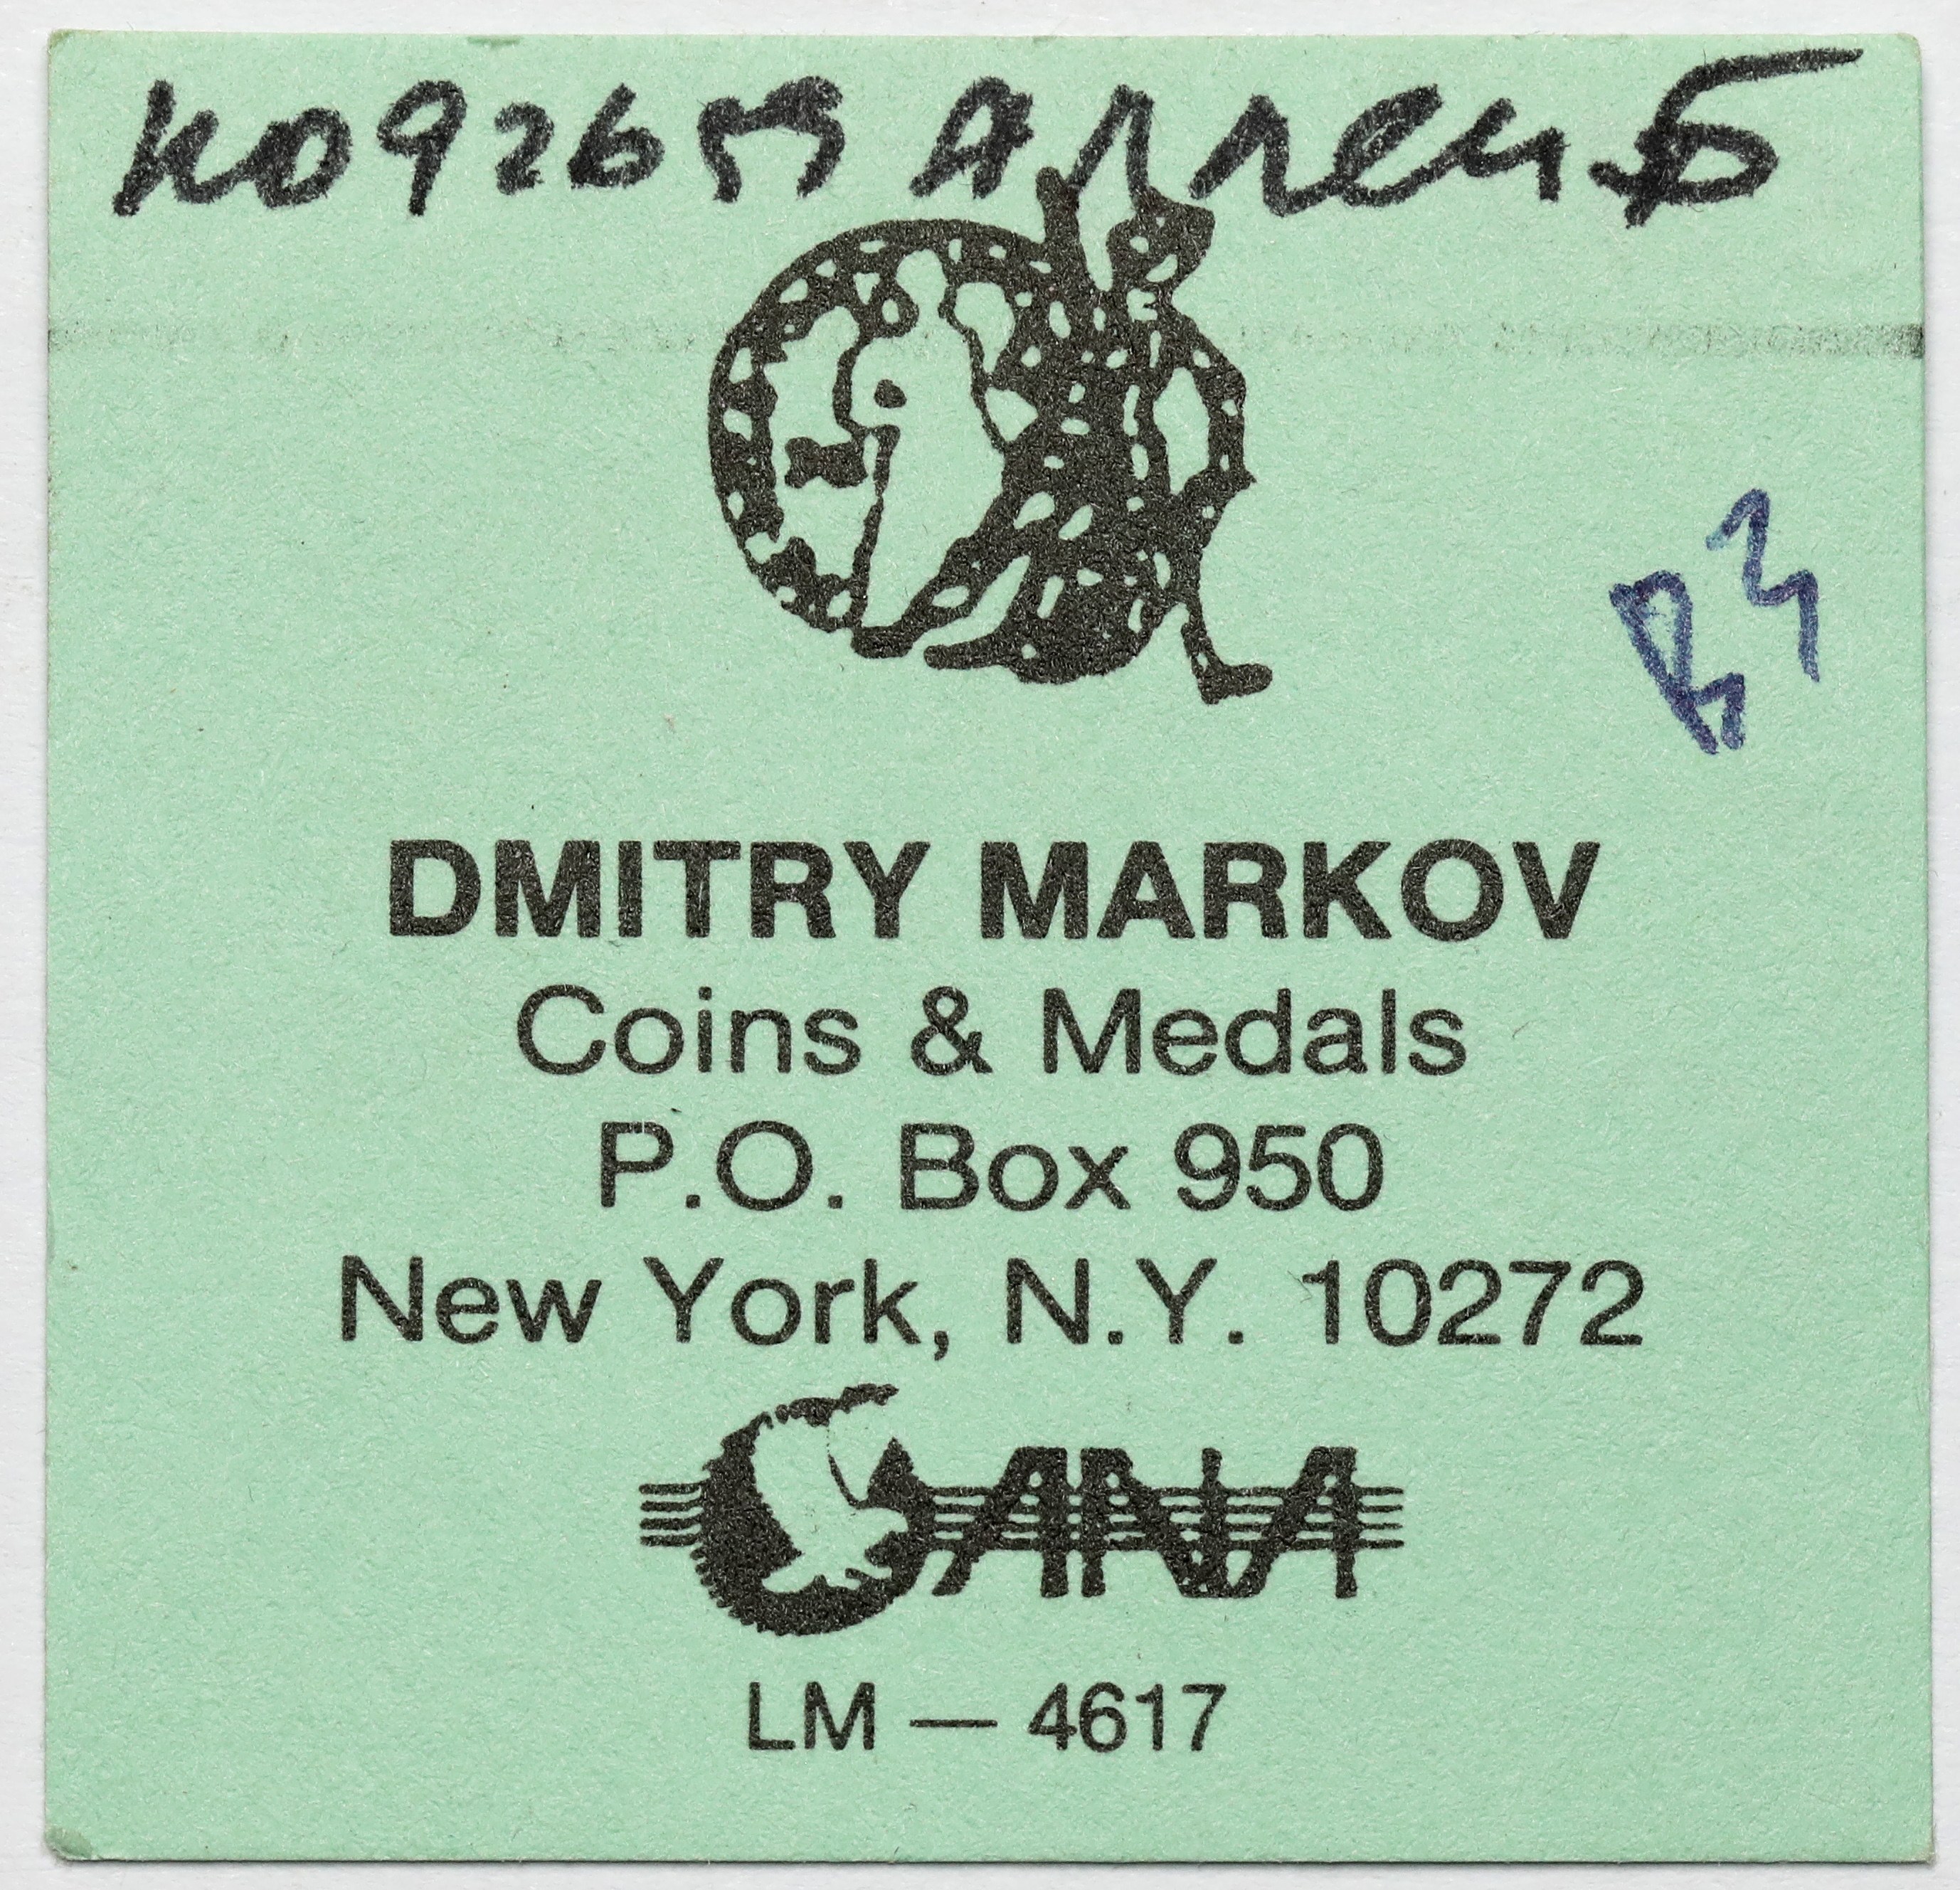 DMITRY MARKOV
Coins & Medals
P.O. Box 950
New York, N.Y. 10272
ANA
LM — 4617